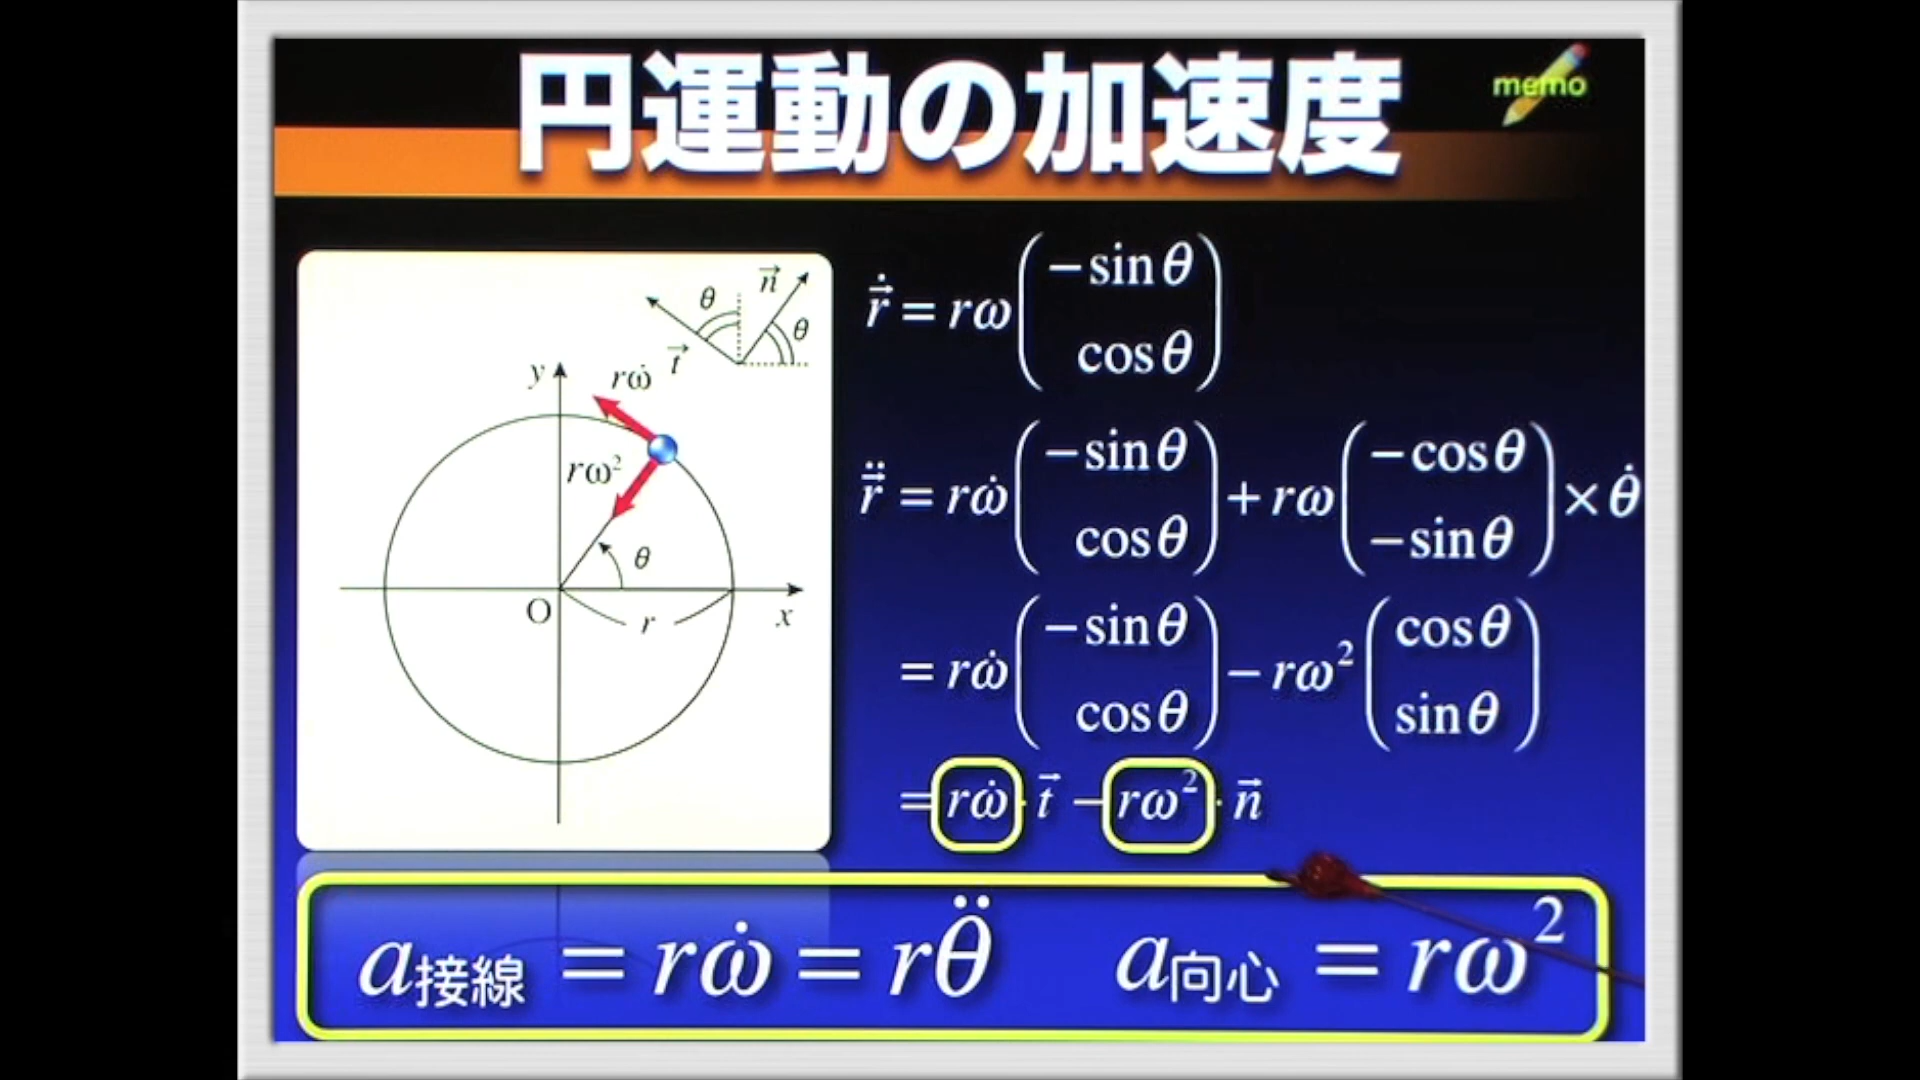 円運動の加速度
memo
θ n⃗ θ
t⃗
y rω̇
rω²
θ
O r x
ṙ⃗ = rω(−sinθ cosθ)
r̈⃗ = rω̇(−sinθ cosθ) + rω(−cosθ −sinθ) × θ̇
= rω̇(−sinθ cosθ) − rω²(cosθ sinθ)
= rω̇ · t⃗ − rω² · n⃗
a接線 = rω̇ = rθ̈ a向心 = rω²